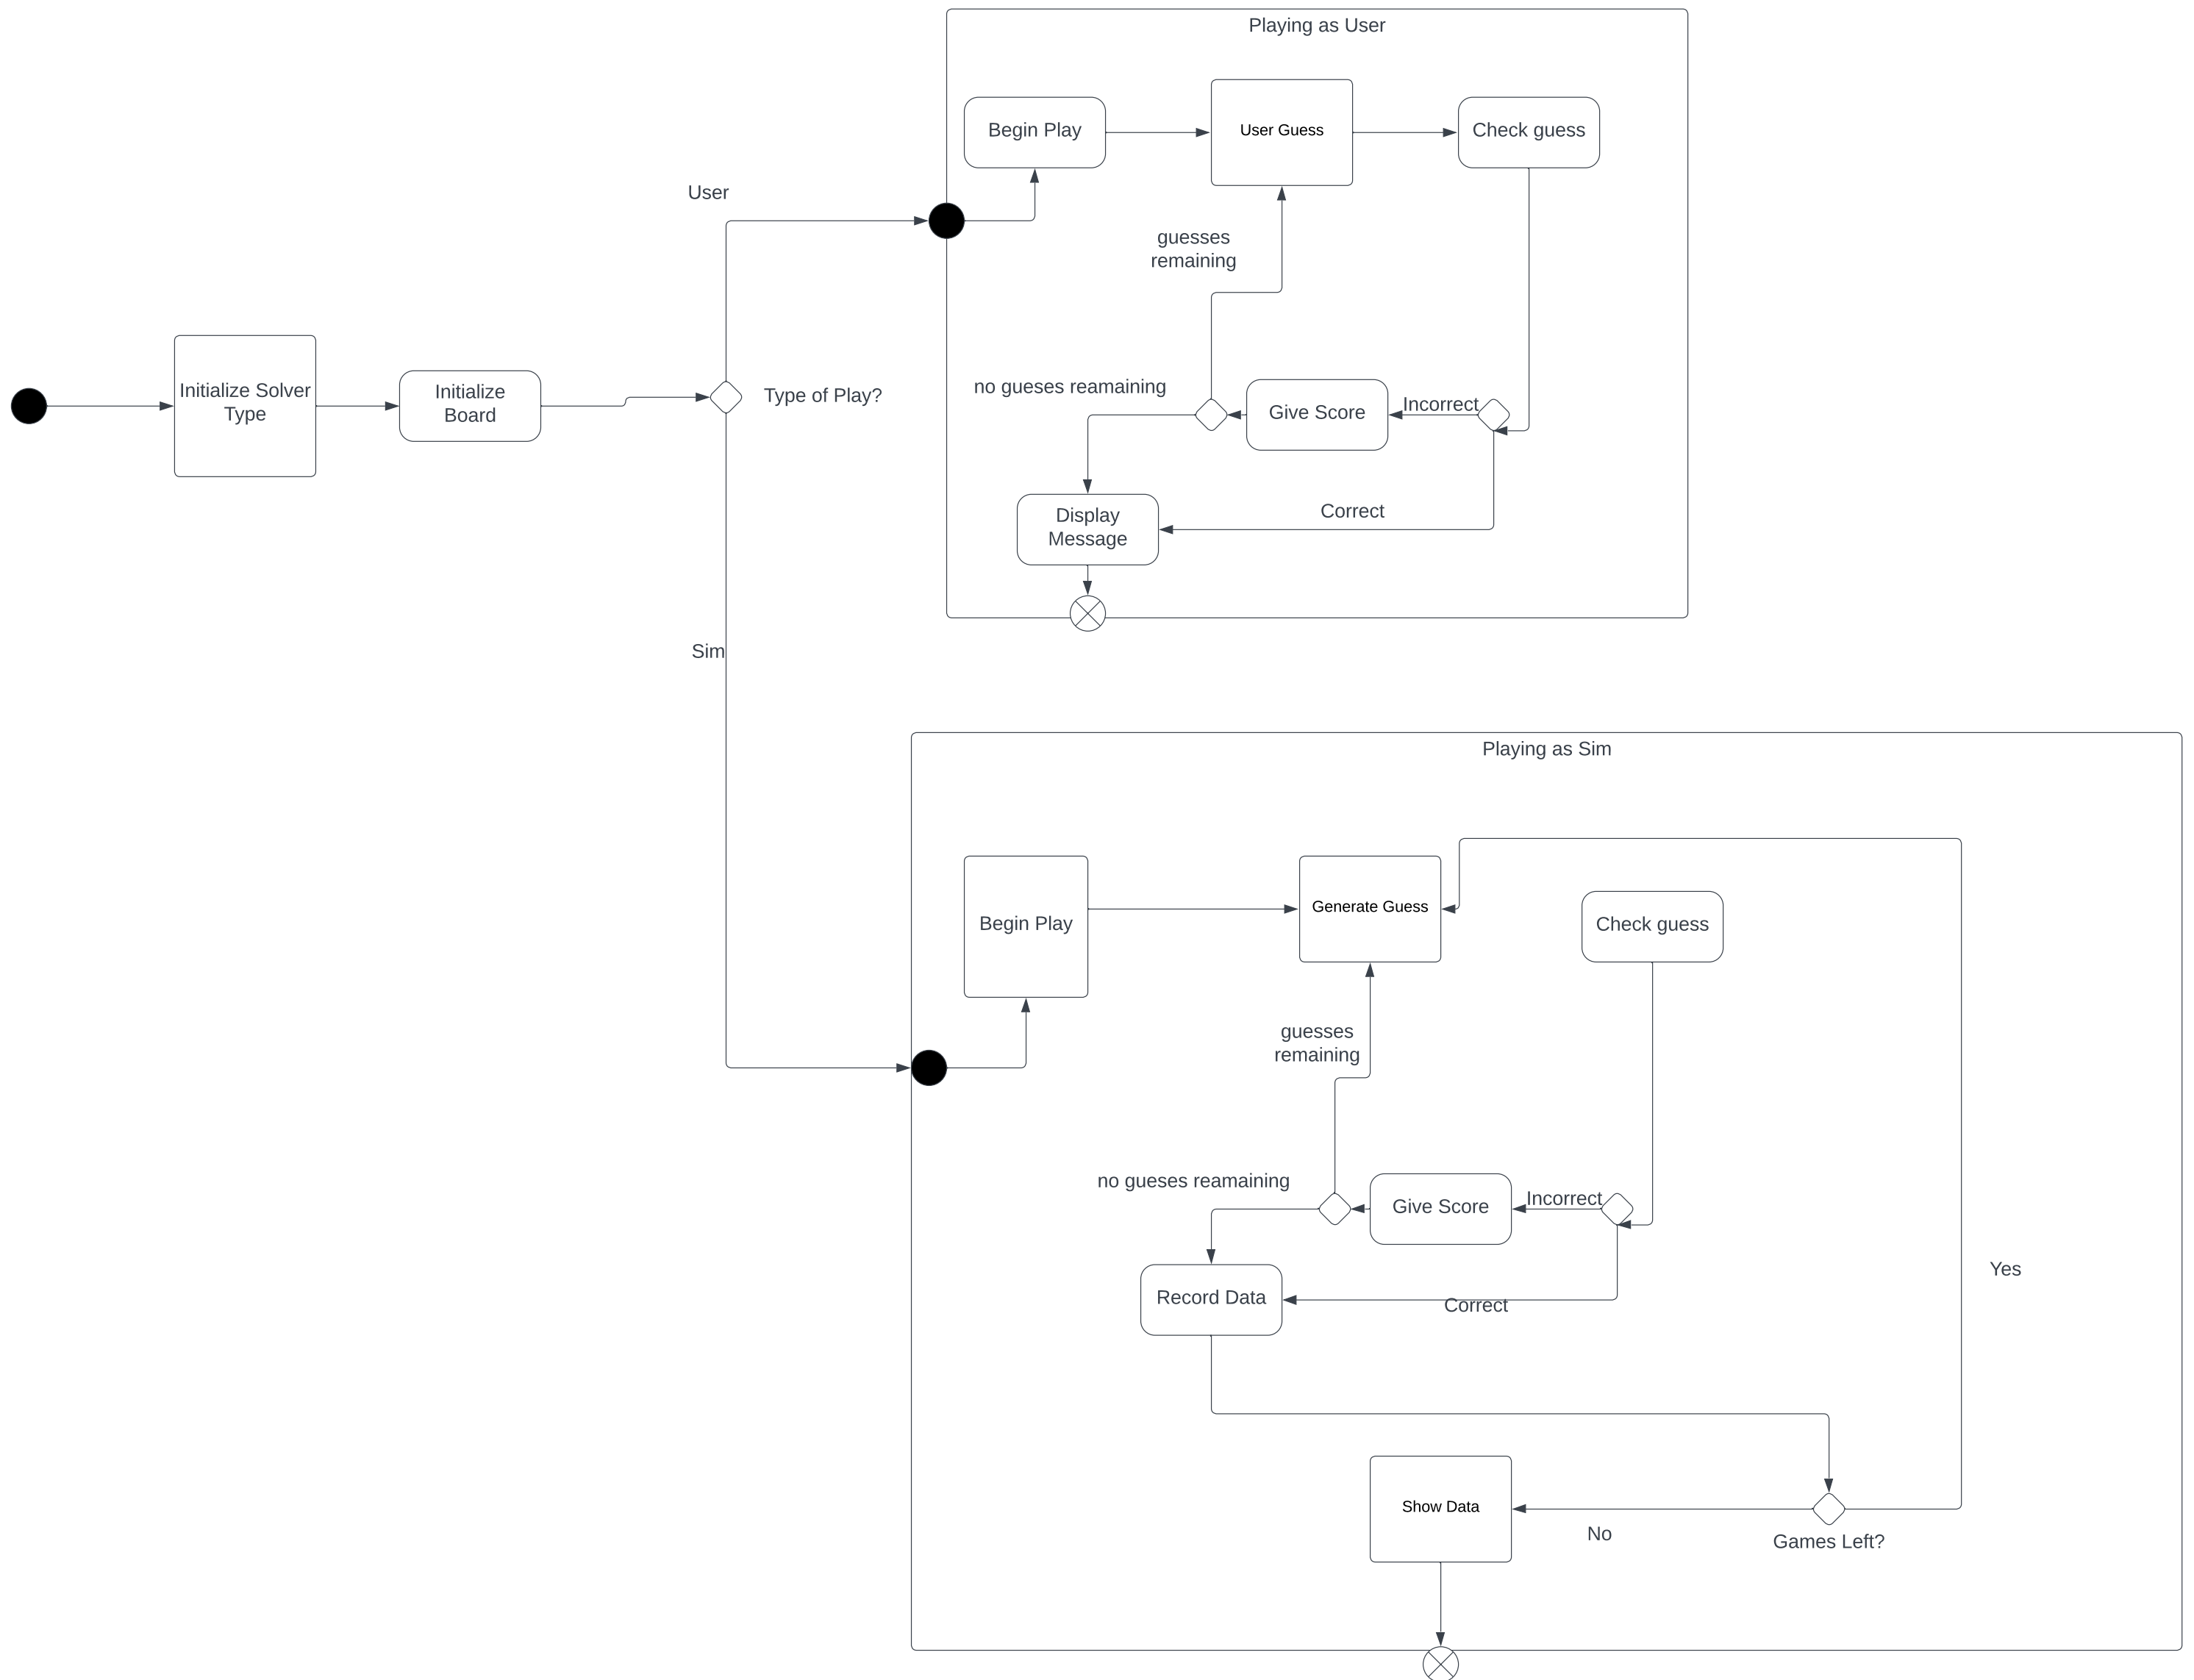 Playing as User
Begin Play
User Guess
Check guess
User
guesses
remaining
Initialize Solver
Type
Initialize
Board
Type of Play?
no gueses reamaining
Give Score
Incorrect
Display
Message
Correct
Sim
Playing as Sim
Begin Play
Generate Guess
Check guess
guesses
remaining
no gueses reamaining
Give Score
Incorrect
Yes
Record Data
Correct
Show Data
No
Games Left?